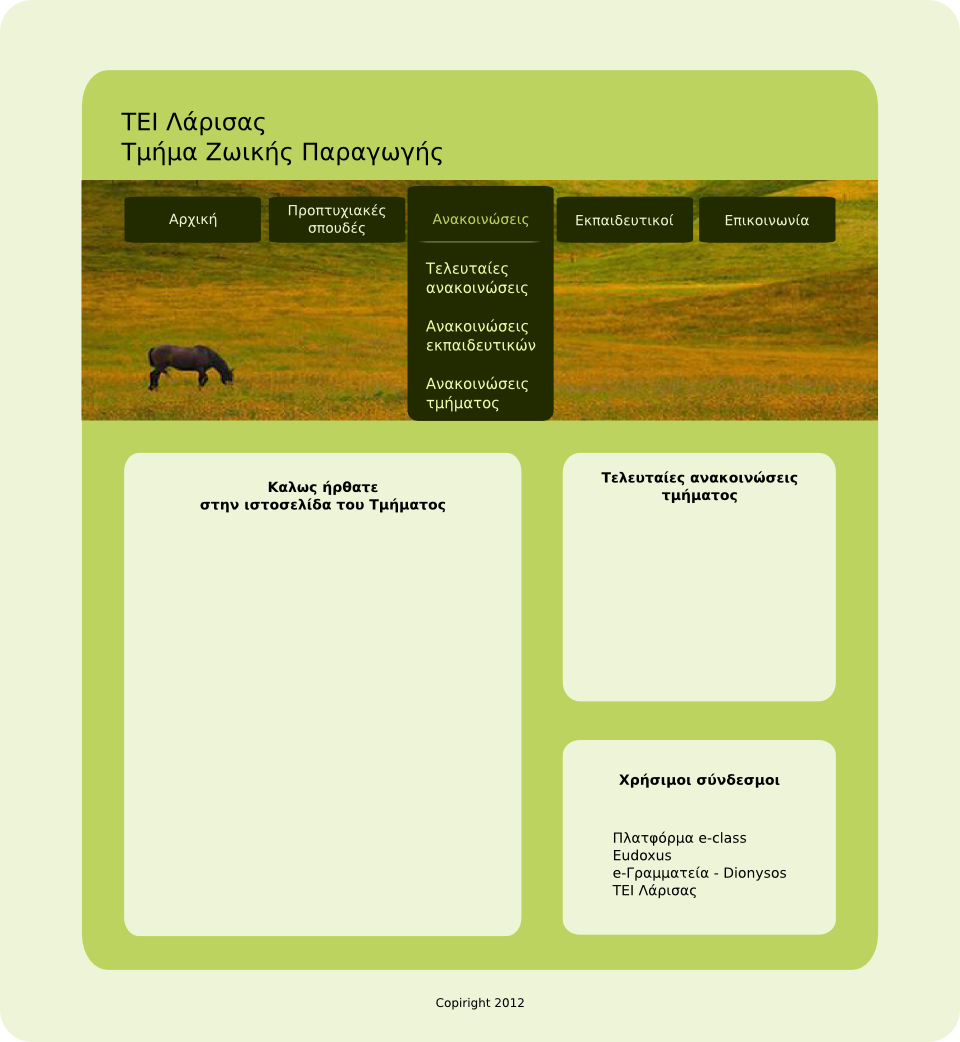 ΤΕΙ Λάρισας
Τμήμα Ζωικής Παραγωγής
Αρχική
Προπτυχιακές
σπουδές
Ανακοινώσεις
Εκπαιδευτικοί
Επικοινωνία
Τελευταίες
ανακοινώσεις
Ανακοινώσεις
εκπαιδευτικών
Ανακοινώσεις
τμήματος
Καλως ήρθατε
στην ιστοσελίδα του Τμήματος
Τελευταίες ανακοινώσεις
τμήματος
Χρήσιμοι σύνδεσμοι
Πλατφόρμα e-class
Eudoxus
e-Γραμματεία - Dionysos
ΤΕΙ Λάρισας
Copiright 2012